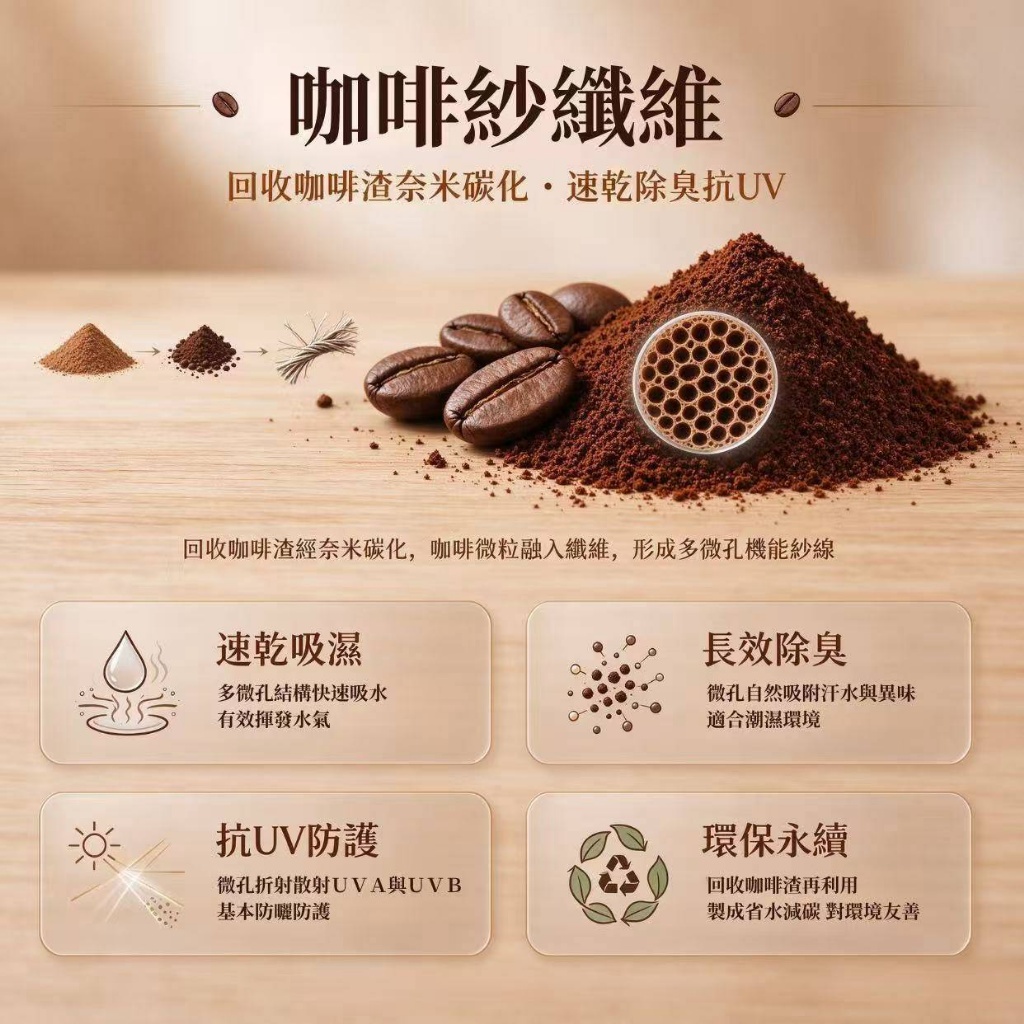 咖啡紗纖維
回收咖啡渣奈米碳化・速乾除臭抗UV
回收咖啡渣經奈米碳化，咖啡微粒融入纖維，形成多微孔機能紗線
速乾吸濕
多微孔結構快速吸水
有效揮發水氣
長效除臭
微孔自然吸附汗水與異味
適合潮濕環境
抗UV防護
微孔折射散射UVA與UVB
基本防曬防護
環保永續
回收咖啡渣再利用
製成省水減碳 對環境友善